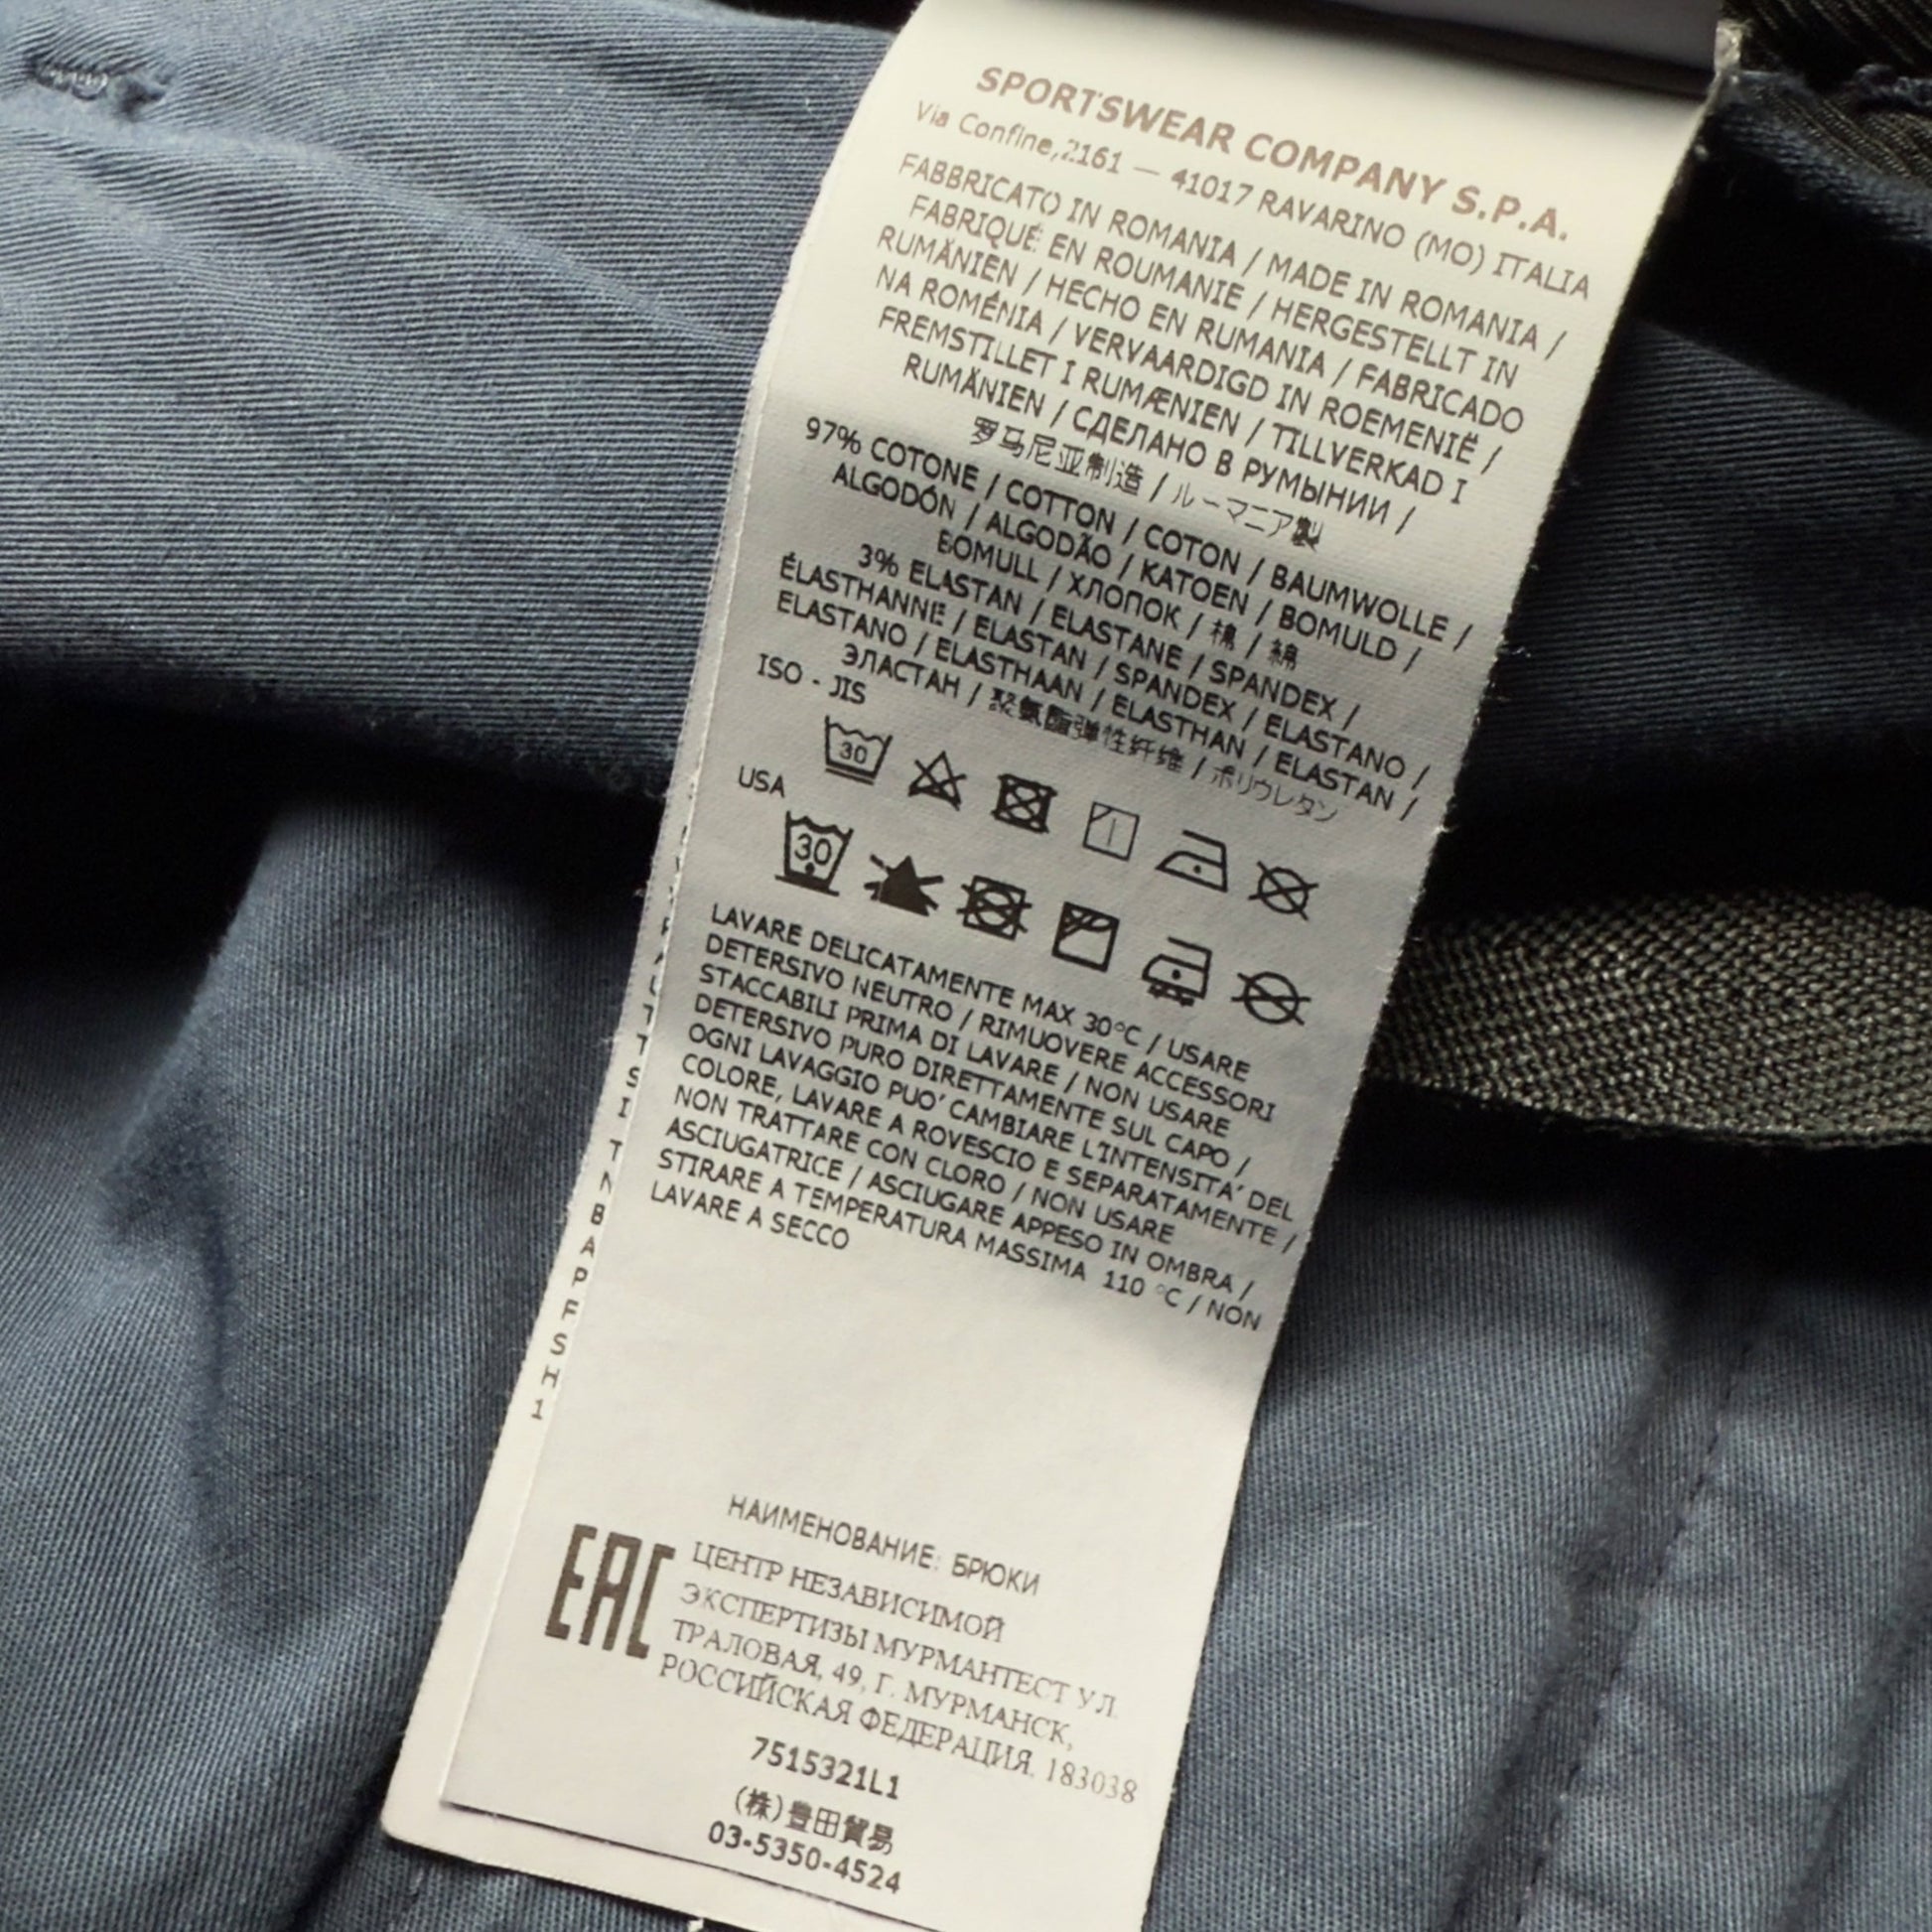 SPORTSWEAR COMPANY S.P.A.
Via Confine,2161 — 41017 RAVARINO (MO) ITALIA
FABBRICATO IN ROMANIA / MADE IN ROMANIA /
FABRIQUÉ EN ROUMANIE / HERGESTELLT IN
RUMÄNIEN / HECHO EN RUMANIA / FABRICADO
NA ROMÉNIA / VERVAARDIGD IN ROEMENIË /
FREMSTILLET I RUMÆNIEN / TILLVERKAD I
RUMÄNIEN / СДЕЛАНО В РУМЫНИИ /
罗马尼亚制造 / ルーマニア製
97% COTONE / COTTON / COTON / BAUMWOLLE /
ALGODÓN / ALGODÃO / KATOEN / BOMULD /
BOMULL / ХЛОПОК / 棉 / 綿
3% ELASTAN / ELASTANE / SPANDEX /
ÉLASTHANNE / ELASTAN / SPANDEX / ELASTANO /
ELASTANO / ELASTHAAN / ELASTHAN / ELASTAN /
ЭЛАСТАН / 聚氨酯弹性纤维 / ポリウレタン
ISO - JIS
30
USA
30
LAVARE DELICATAMENTE MAX 30°C / USARE
DETERSIVO NEUTRO / RIMUOVERE ACCESSORI
STACCABILI PRIMA DI LAVARE / NON USARE
DETERSIVO PURO DIRETTAMENTE SUL CAPO /
OGNI LAVAGGIO PUO' CAMBIARE L'INTENSITA' DEL
COLORE, LAVARE A ROVESCIO E SEPARATAMENTE /
NON TRATTARE CON CLORO / NON USARE
ASCIUGATRICE / ASCIUGARE APPESO IN OMBRA /
STIRARE A TEMPERATURA MASSIMA 110 °C / NON
LAVARE A SECCO
НАИМЕНОВАНИЕ: БРЮКИ
EAC
ЦЕНТР НЕЗАВИСИМОЙ
ЭКСПЕРТИЗЫ МУРМАНТЕСТ УЛ.
ТРАЛОВАЯ, 49, Г. МУРМАНСК,
РОССИЙСКАЯ ФЕДЕРАЦИЯ, 183038
7515321L1
(株)豊田貿易
03-5350-4524